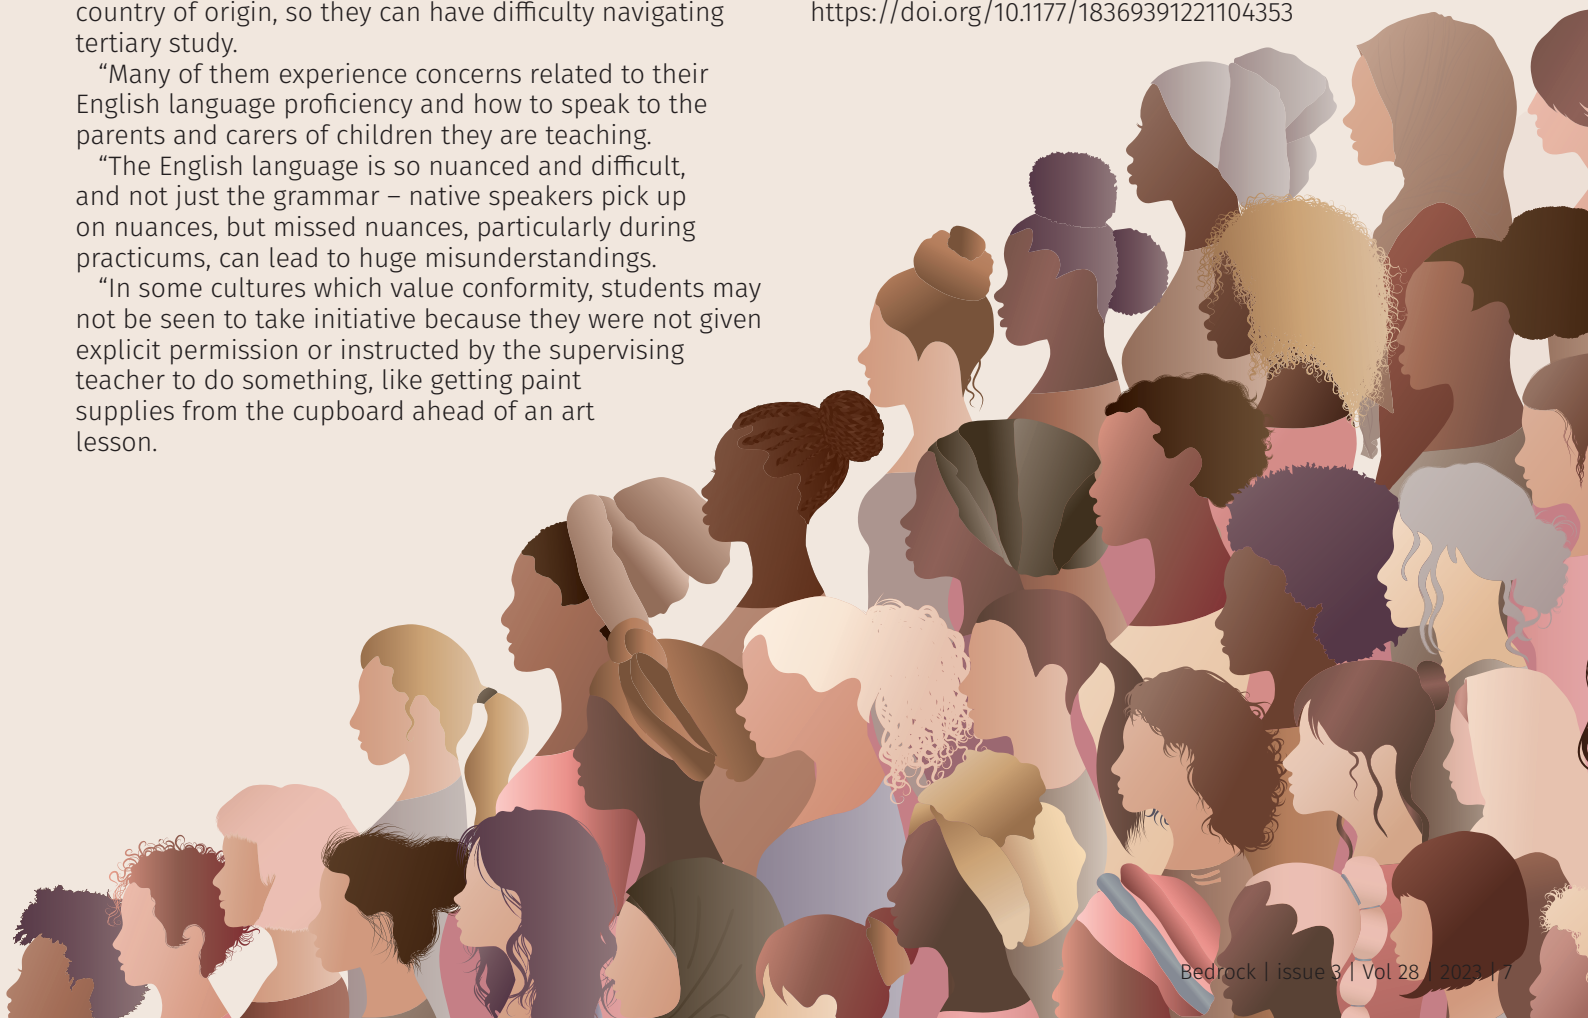 country of origin, so they can have difficulty navigating
tertiary study.
“Many of them experience concerns related to their
English language proficiency and how to speak to the
parents and carers of children they are teaching.
“The English language is so nuanced and difficult,
and not just the grammar – native speakers pick up
on nuances, but missed nuances, particularly during
practicums, can lead to huge misunderstandings.
“In some cultures which value conformity, students may
not be seen to take initiative because they were not given
explicit permission or instructed by the supervising
teacher to do something, like getting paint
supplies from the cupboard ahead of an art
lesson.
https://doi.org/10.1177/18369391221104353
Bedrock | issue 3 | Vol 28 | 2023 | 7